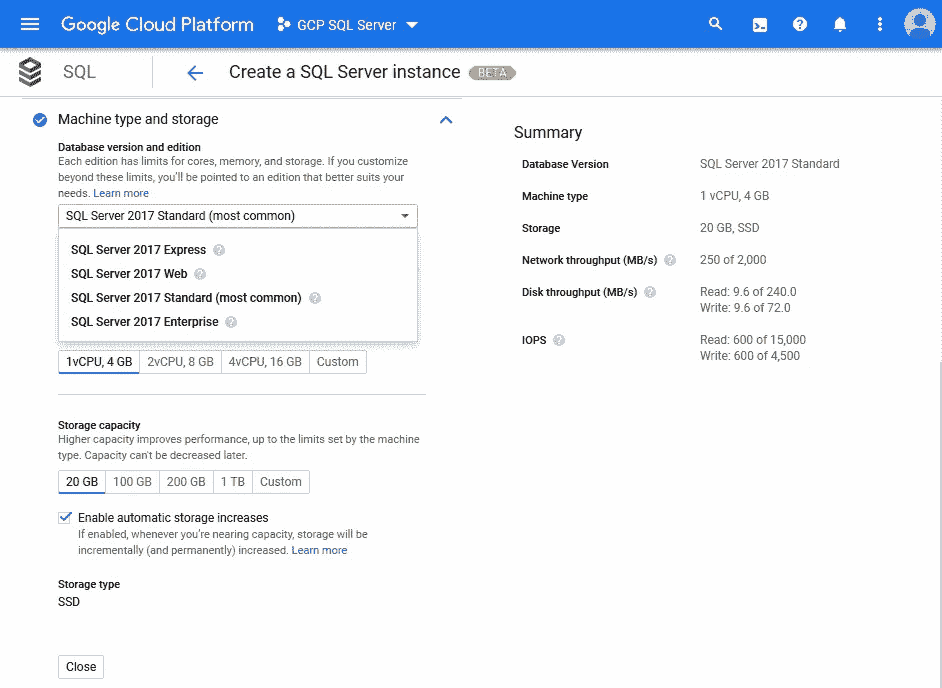 Google Cloud Platform GCP SQL Server
SQL Create a SQL Server instance BETA
Machine type and storage
Database version and edition
Each edition has limits for cores, memory, and storage. If you customize
beyond these limits, you'll be pointed to an edition that better suits your
needs. Learn more
SQL Server 2017 Standard (most common)
SQL Server 2017 Express
SQL Server 2017 Web
SQL Server 2017 Standard (most common)
SQL Server 2017 Enterprise
1vCPU, 4 GB 2vCPU, 8 GB 4vCPU, 16 GB Custom
Storage capacity
Higher capacity improves performance, up to the limits set by the machine
type. Capacity can't be decreased later.
20 GB 100 GB 200 GB 1 TB Custom
Enable automatic storage increases
If enabled, whenever you're nearing capacity, storage will be
incrementally (and permanently) increased. Learn more
Storage type
SSD
Close
Summary
Database Version SQL Server 2017 Standard
Machine type 1 vCPU, 4 GB
Storage 20 GB, SSD
Network throughput (MB/s) 250 of 2,000
Disk throughput (MB/s) Read: 9.6 of 240.0
Write: 9.6 of 72.0
IOPS Read: 600 of 15,000
Write: 600 of 4,500